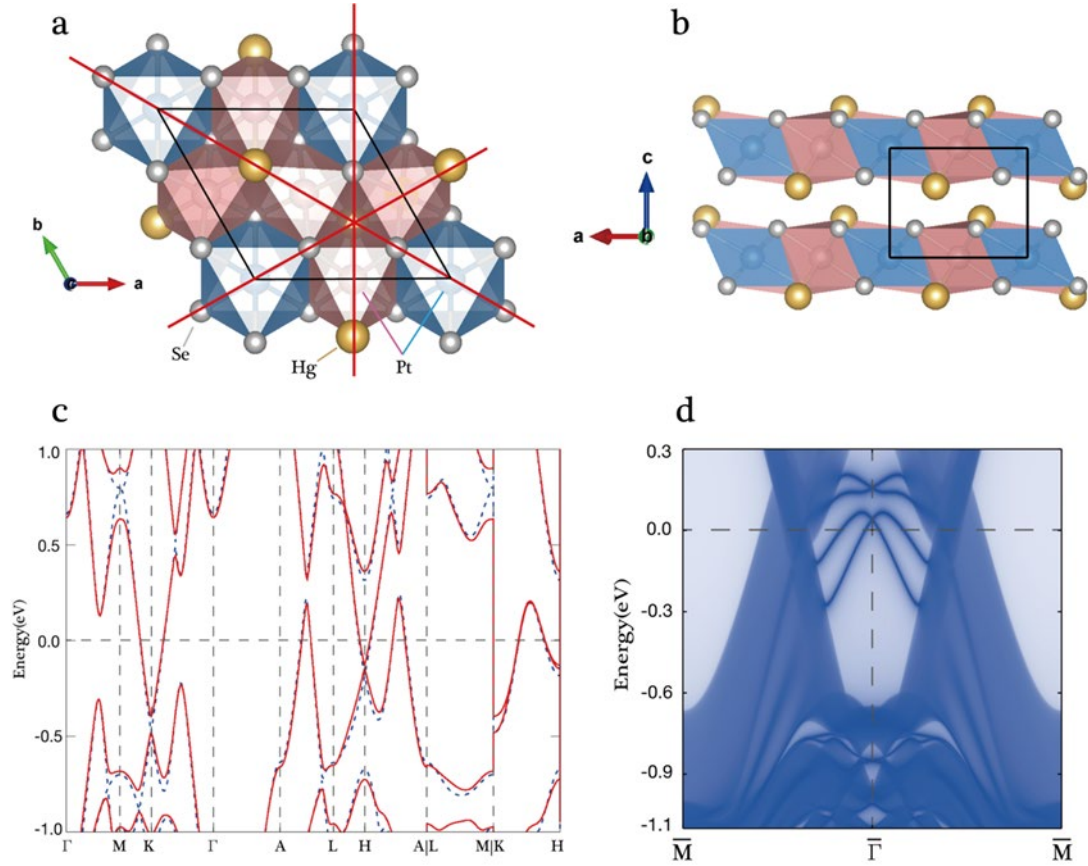 a
b
b
a
Se
Hg
Pt
c
a
b
c
Energy(eV)
1.0
0.5
0.0
-0.5
-1.0
Γ M K Γ A L H A|L M|K H
d
Energy(eV)
0.3
0.0
-0.3
-0.6
-0.9
-1.1
M̅ Γ̅ M̅